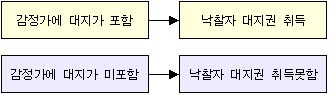 감정가에 대지가 포함
낙찰자 대지권 취득
감정가에 대지가 미포함
낙찰자 대지권 취득못함